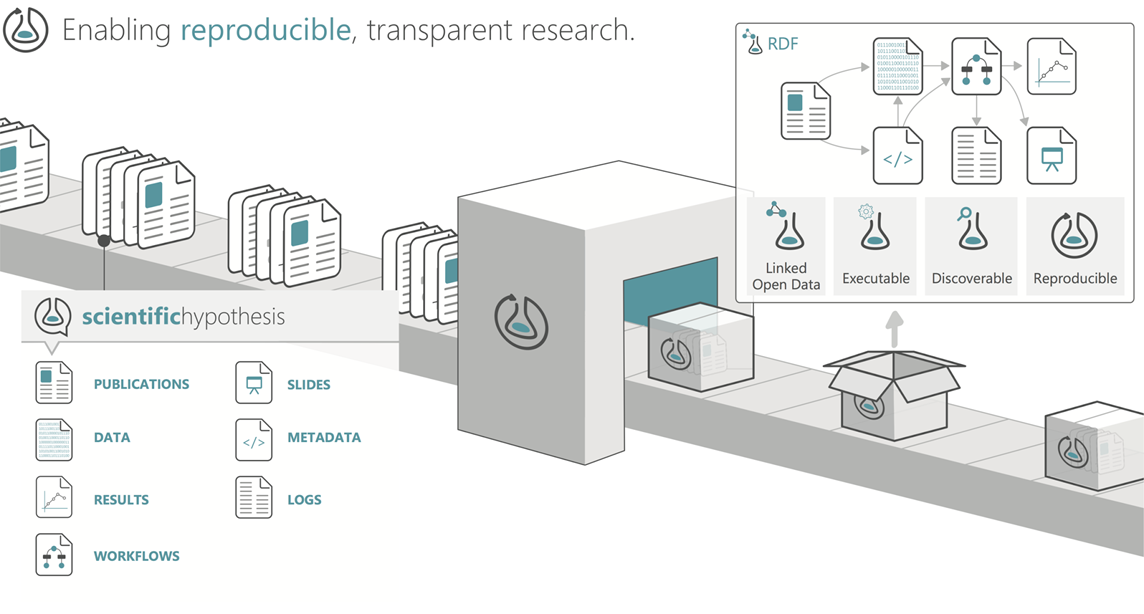 Enabling reproducible, transparent research.
RDF
</>
Linked
Open Data
Executable
Discoverable
Reproducible
scientifichypothesis
PUBLICATIONS
SLIDES
DATA
</>
METADATA
RESULTS
LOGS
WORKFLOWS